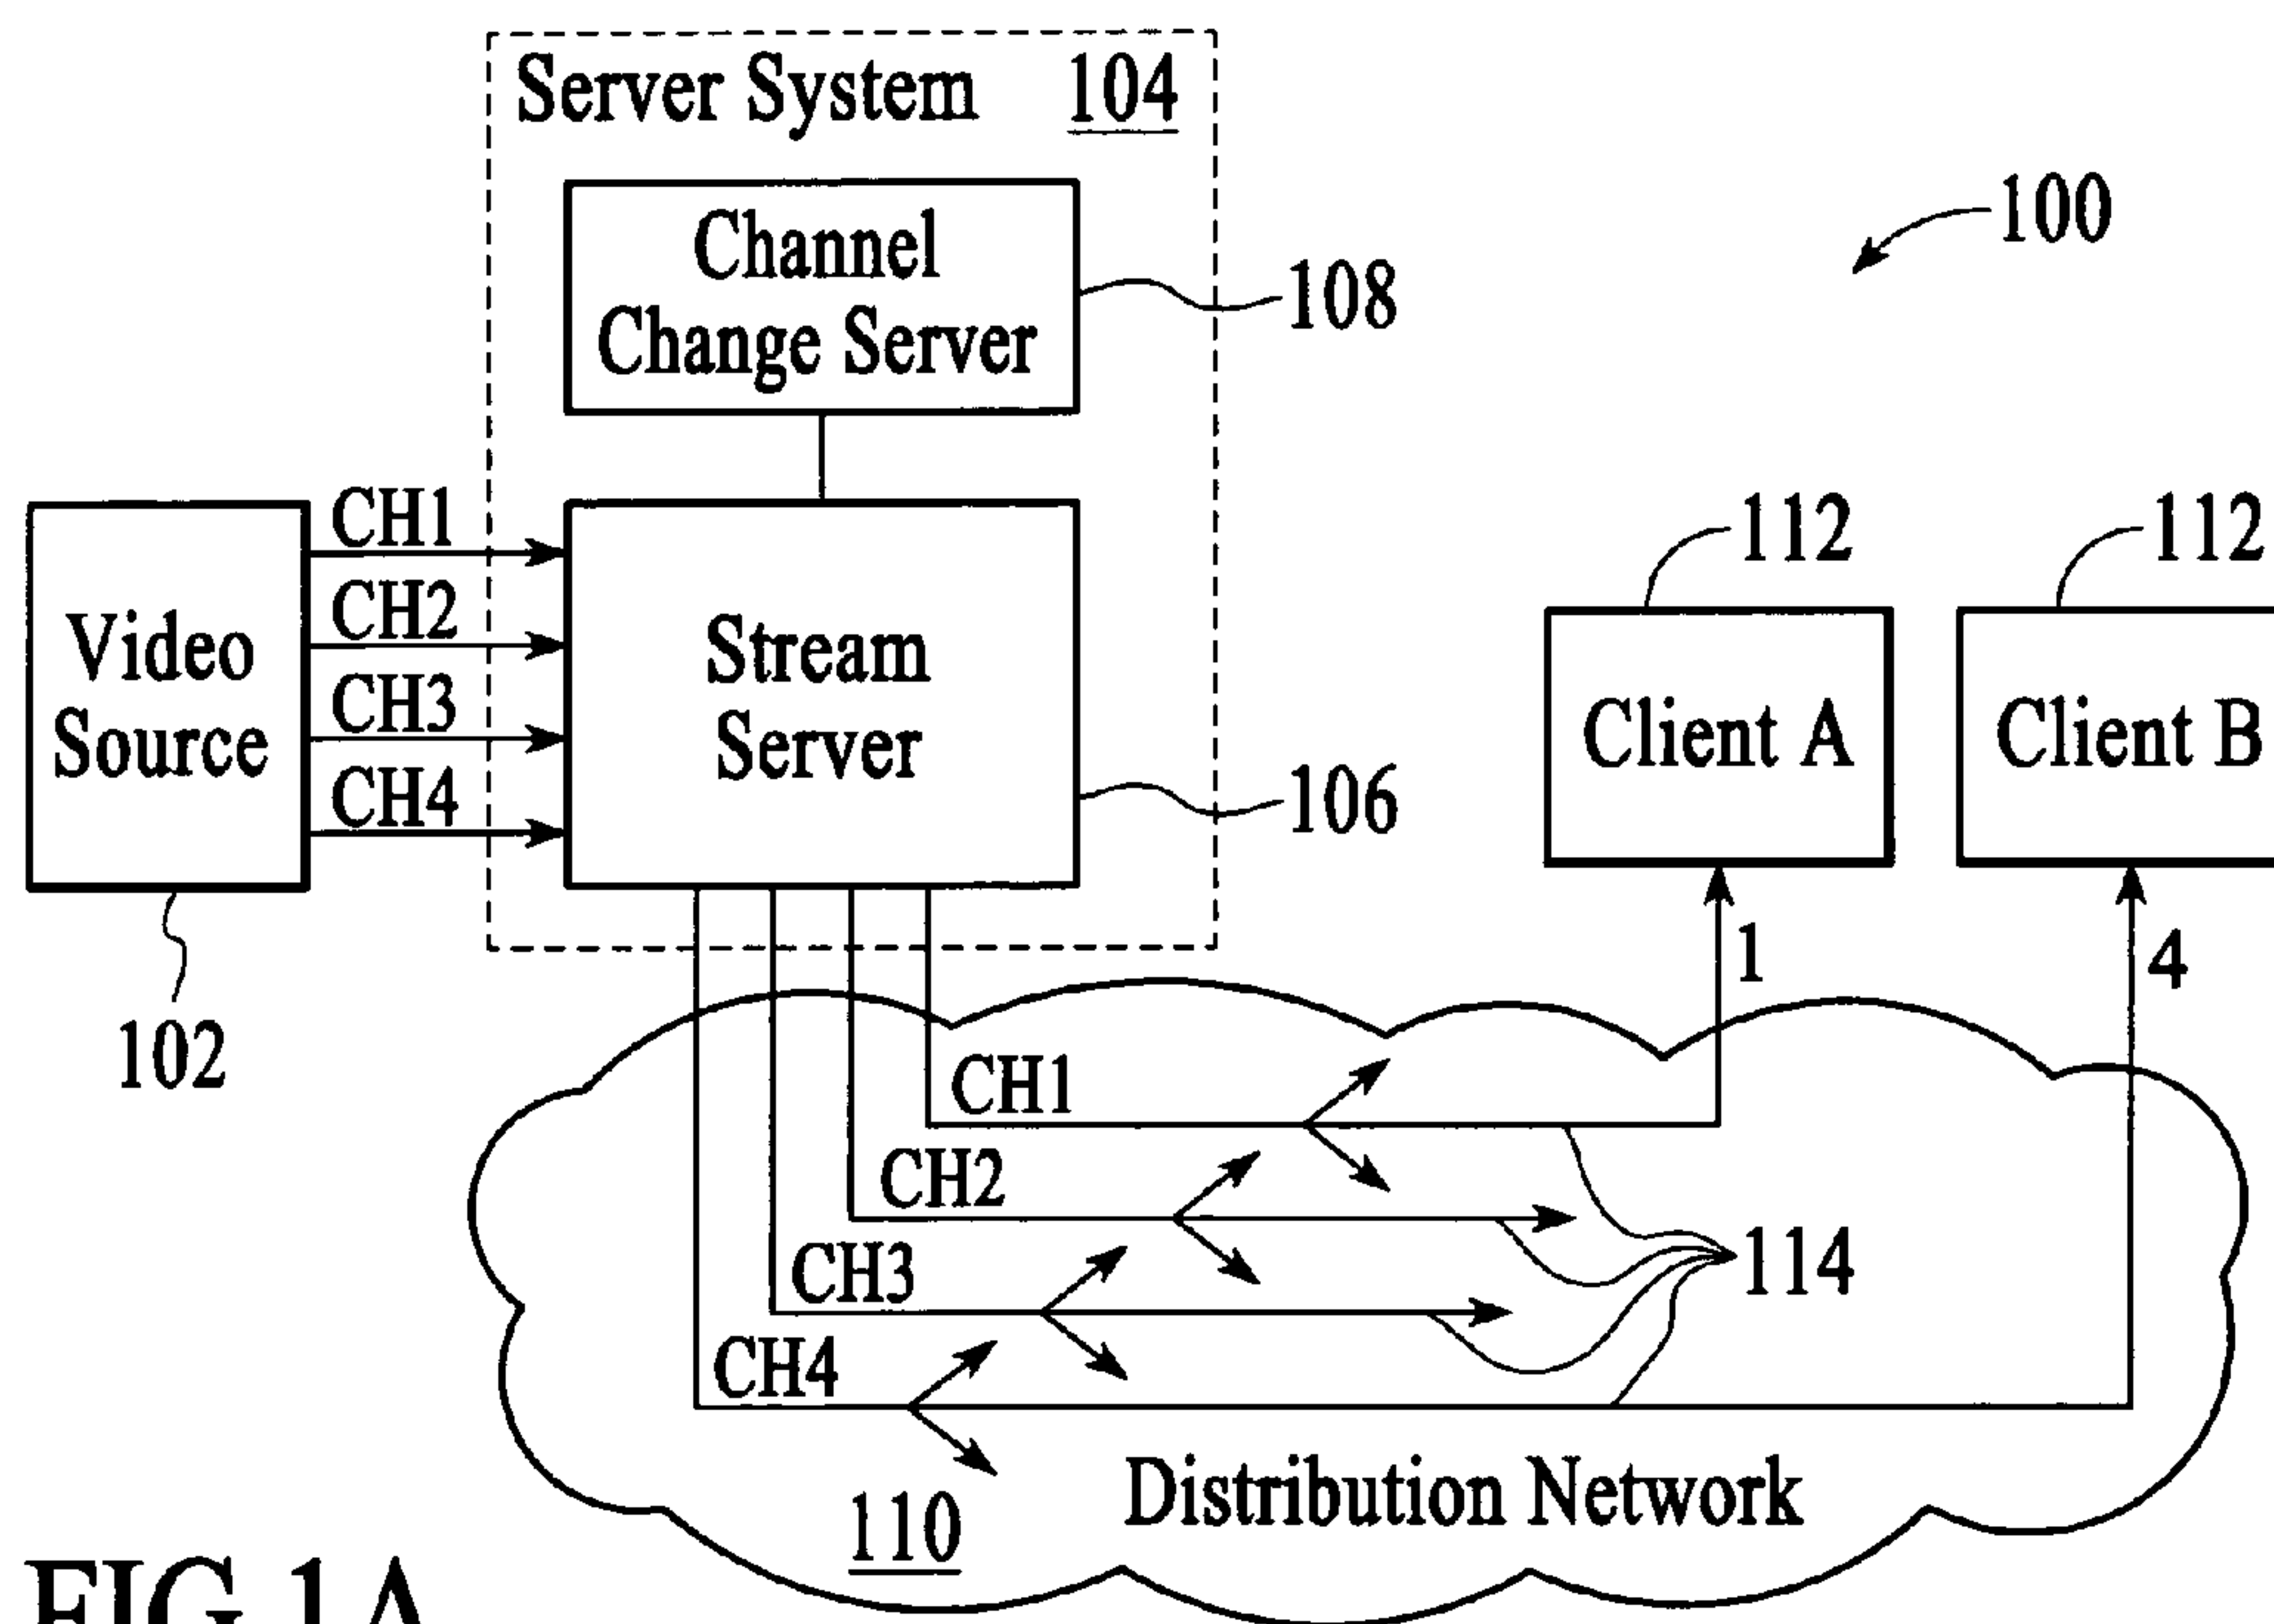 Server System 104
Channel
Change Server
100
108
CH1
CH2
CH3
CH4
Video
Source
Stream
Server
112
112
Client A
Client B
106
102
1
4
CH1
CH2
CH3
CH4
114
Distribution Network
110
FIG.1A